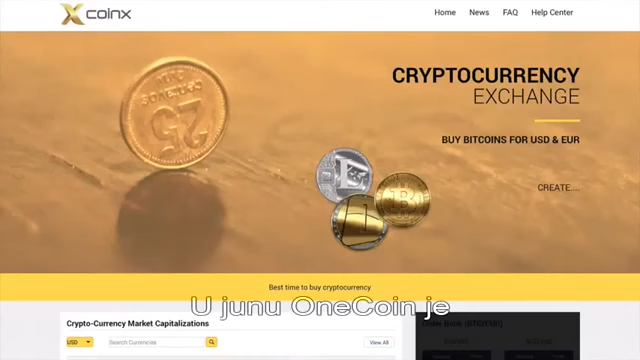 X coinx
Home News FAQ Help Center
CRYPTOCURRENCY
EXCHANGE
BUY BITCOINS FOR USD & EUR
CREATE....
Best time to buy cryptocurrency
U junu OneCoin je
Crypto-Currency Market Capitalizations
USD Search Currencies View All